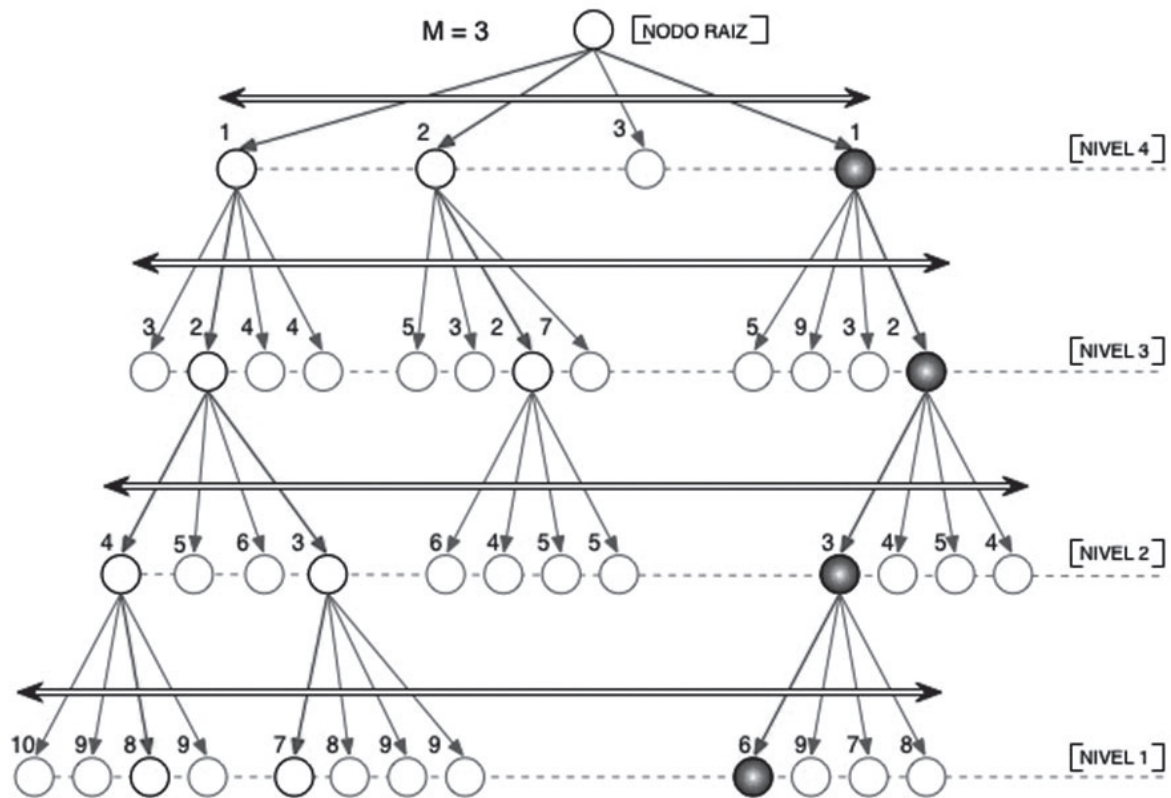 M = 3 [NODO RAIZ]
1 2 3 1 [NIVEL 4]
3 2 4 4 5 3 2 7 5 9 3 2 [NIVEL 3]
4 5 6 3 6 4 5 5 3 4 5 4 [NIVEL 2]
10 9 8 9 7 8 9 9 6 9 7 8 [NIVEL 1]